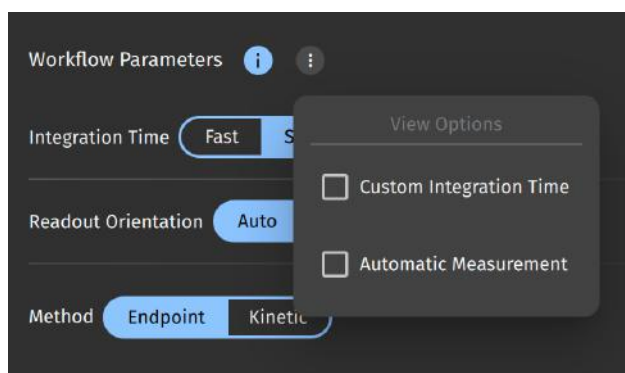 Workflow Parameters i
View Options
Integration Time Fast S
Custom Integration Time
Readout Orientation Auto
Automatic Measurement
Method Endpoint Kinetic